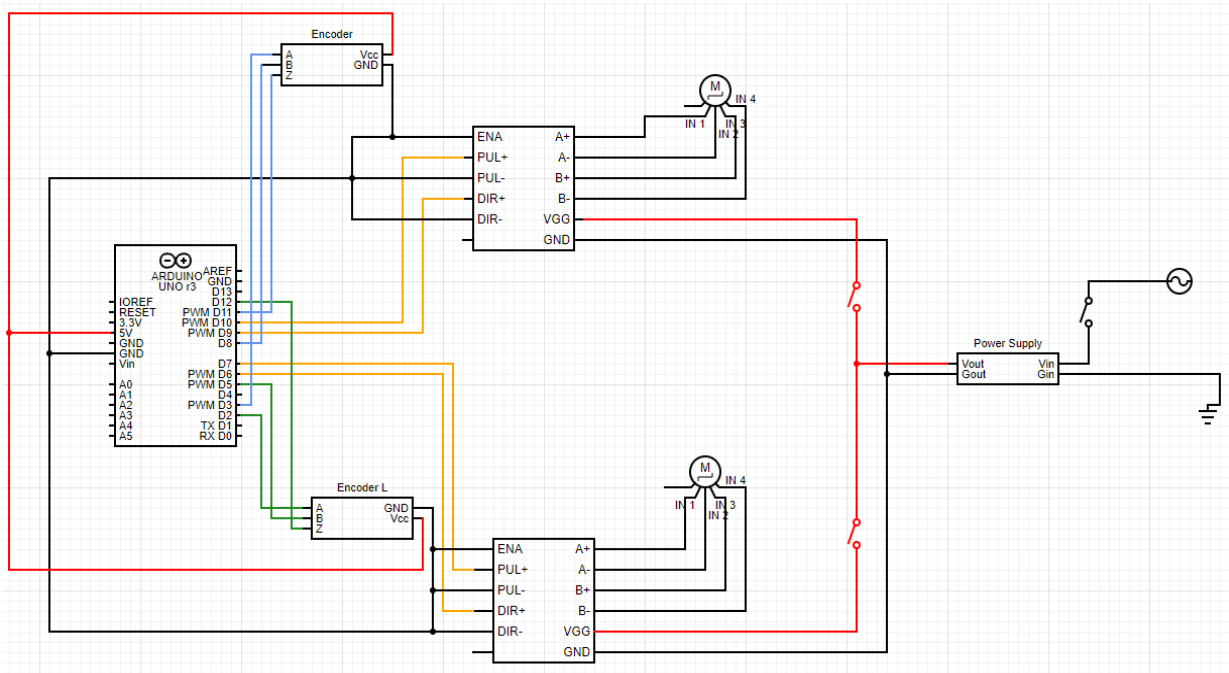 Encoder
A Vcc
B GND
Z
M
IN 4
IN 1 IN 3
IN 2
ENA A+
PUL+ A-
PUL- B+
DIR+ B-
DIR- VGG
GND
ARDUINO
UNO r3
AREF
GND
D13
IOREF D12
RESET PWM D11
3.3V PWM D10
5V PWM D9
GND D8
GND
Vin D7
PWM D6
A0 PWM D5
A1 D4
A2 PWM D3
A3 D2
A4 TX D1
A5 RX D0
Power Supply
Vout Vin
Gout Gin
M
IN 4
IN 1 IN 3
IN 2
Encoder L
A GND
B Vcc
Z
ENA A+
PUL+ A-
PUL- B+
DIR+ B-
DIR- VGG
GND